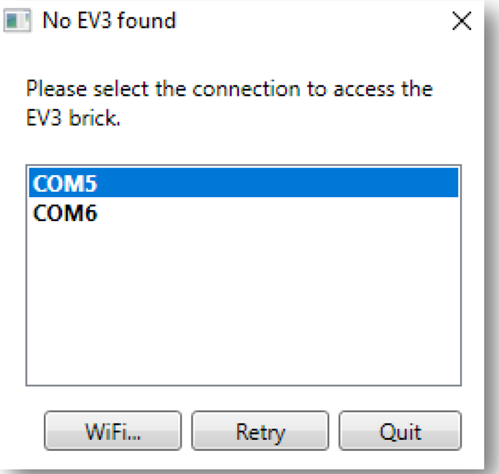 No EV3 found
Please select the connection to access the
EV3 brick.
COM5
COM6
WiFi...
Retry
Quit